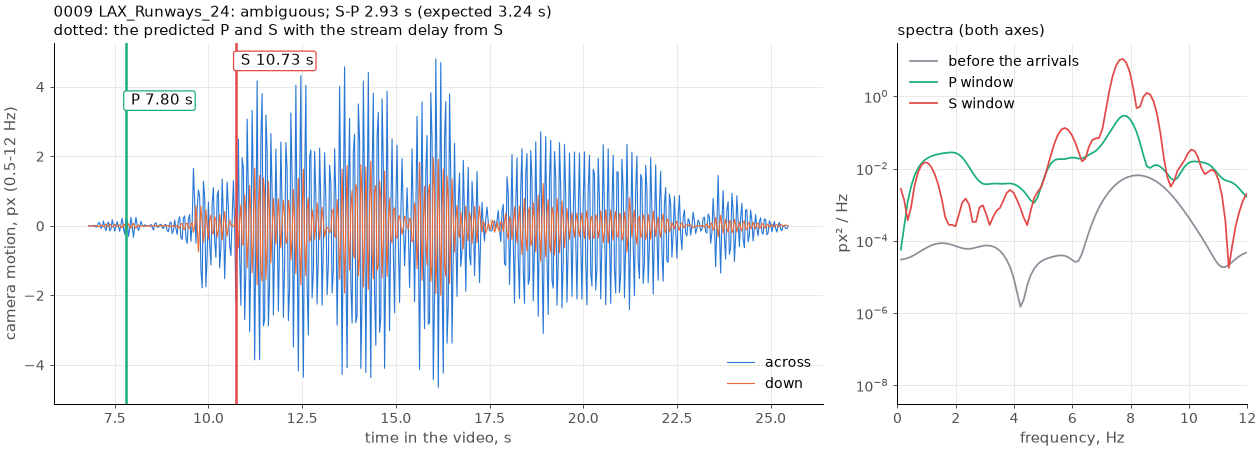 0009 LAX_Runways_24: ambiguous; S-P 2.93 s (expected 3.24 s)
dotted: the predicted P and S with the stream delay from S
camera motion, px (0.5-12 Hz)
4
2
0
−2
−4
P 7.80 s
S 10.73 s
across
down
7.5
10.0
12.5
15.0
17.5
20.0
22.5
25.0
time in the video, s
spectra (both axes)
before the arrivals
P window
S window
px² / Hz
10⁰
10⁻²
10⁻⁴
10⁻⁶
10⁻⁸
0
2
4
6
8
10
12
frequency, Hz